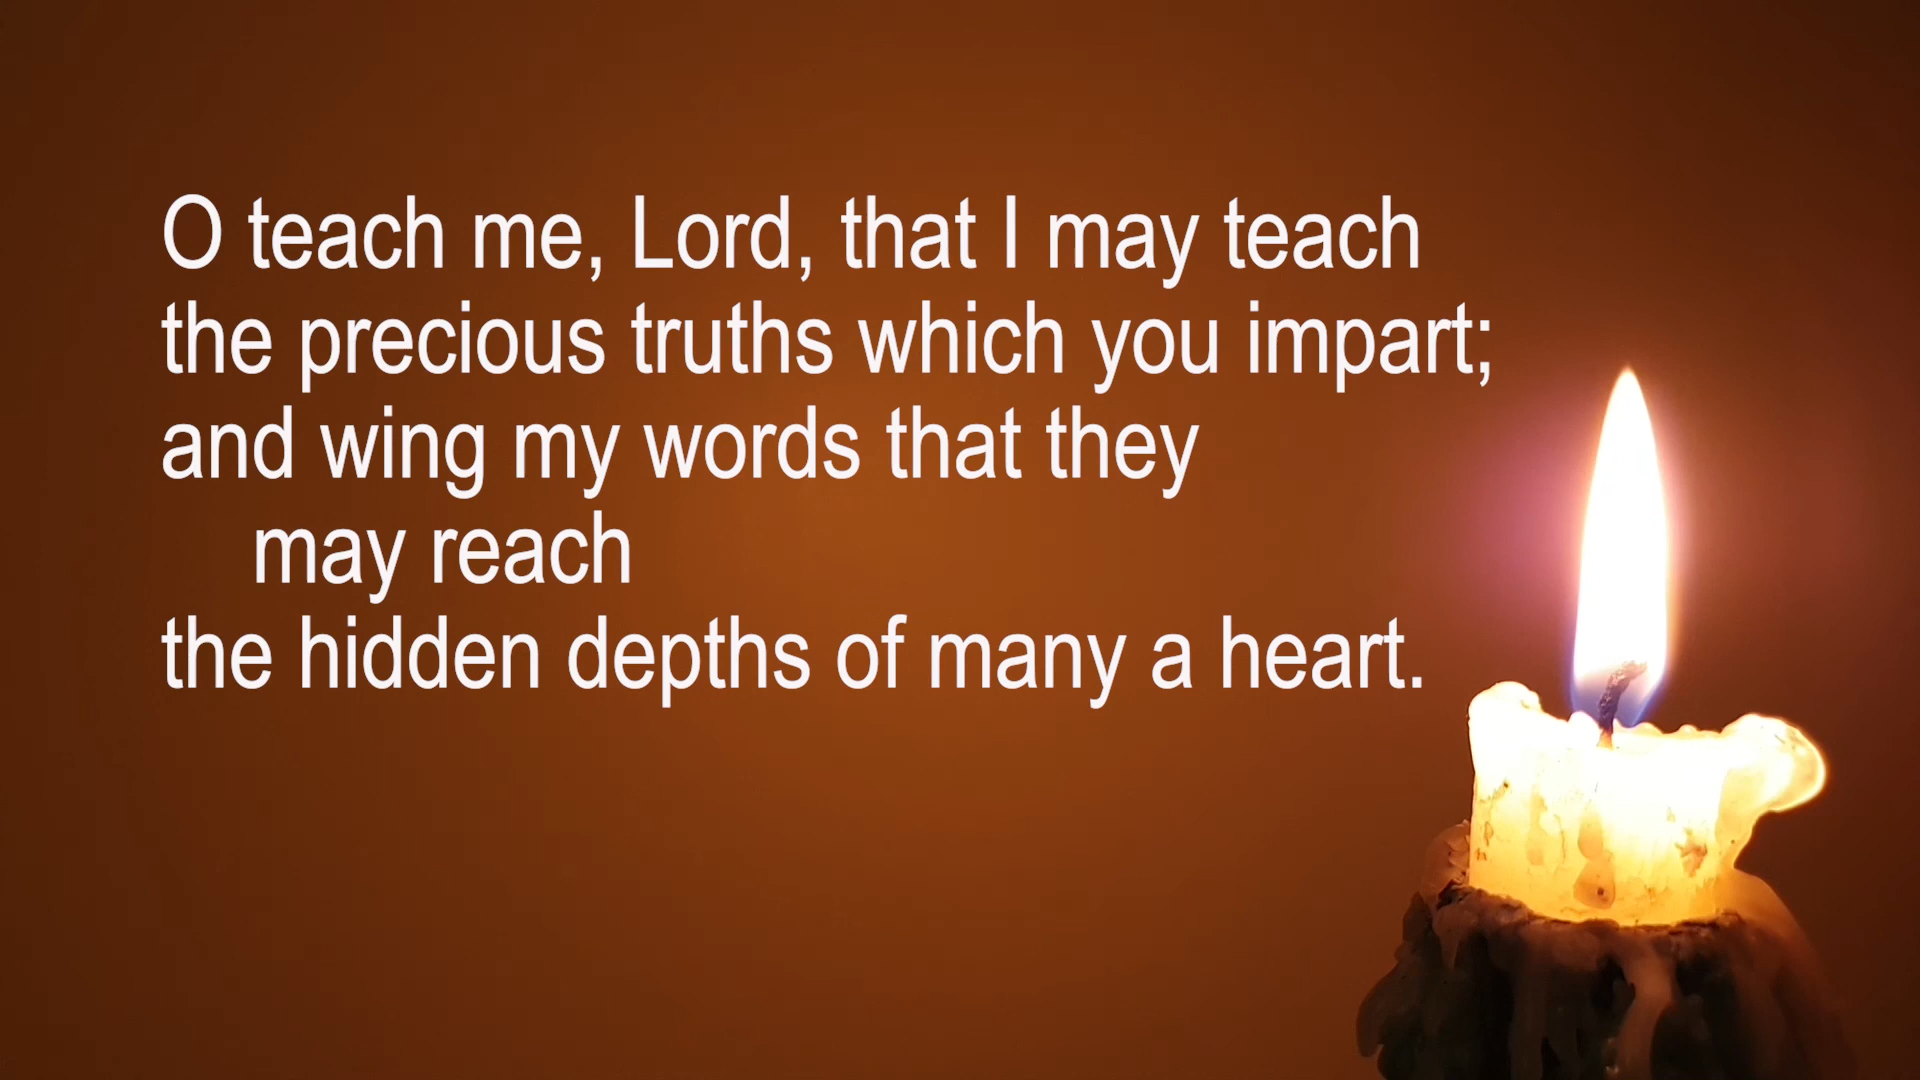 O teach me, Lord, that I may teach
the precious truths which you impart;
and wing my words that they
may reach
the hidden depths of many a heart.